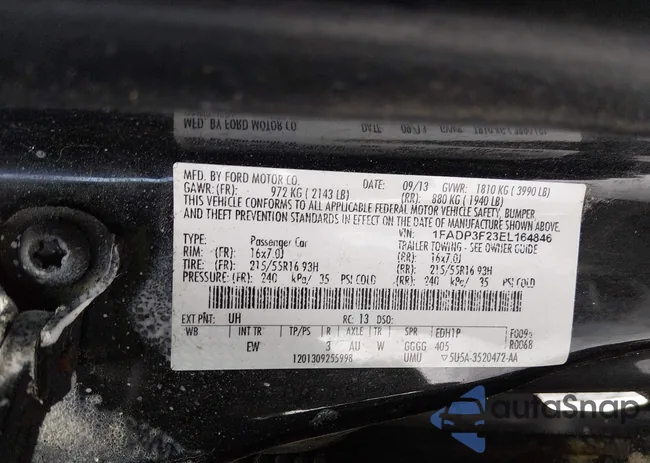 MFD. BY FORD MOTOR CO. DATE: 09/13 GVWR: 1810 KG ( 3990 LB)
GAWR: (FR): 972 KG ( 2143 LB) (RR): 880 KG ( 1940 LB)
THIS VEHICLE CONFORMS TO ALL APPLICABLE FEDERAL MOTOR VEHICLE SAFETY, BUMPER
AND THEFT PREVENTION STANDARDS IN EFFECT ON THE DATE OF MANUFACTURE SHOWN ABOVE.
VIN: 1FADP3F23EL164846
TYPE: Passenger Car TRAILER TOWING - SEE OWNER GUIDE
RIM: (FR): 16x7.0J (RR): 16x7.0J
TIRE: (FR): 215/55R16 93H (RR): 215/55R16 93H
PRESSURE: (FR): 240 kPa/ 35 PSI COLD (RR): 240 kPa/ 35 PSI COLD
EXT PNT: UH RC: 13 DSO:
WB INT TR TP/PS R AXLE TR SPR EDH1P F0098
EW 3 AU W GGGG 405 R0068
1201309255998 UMU ▽5U5A-3520472-AA
autoSnap